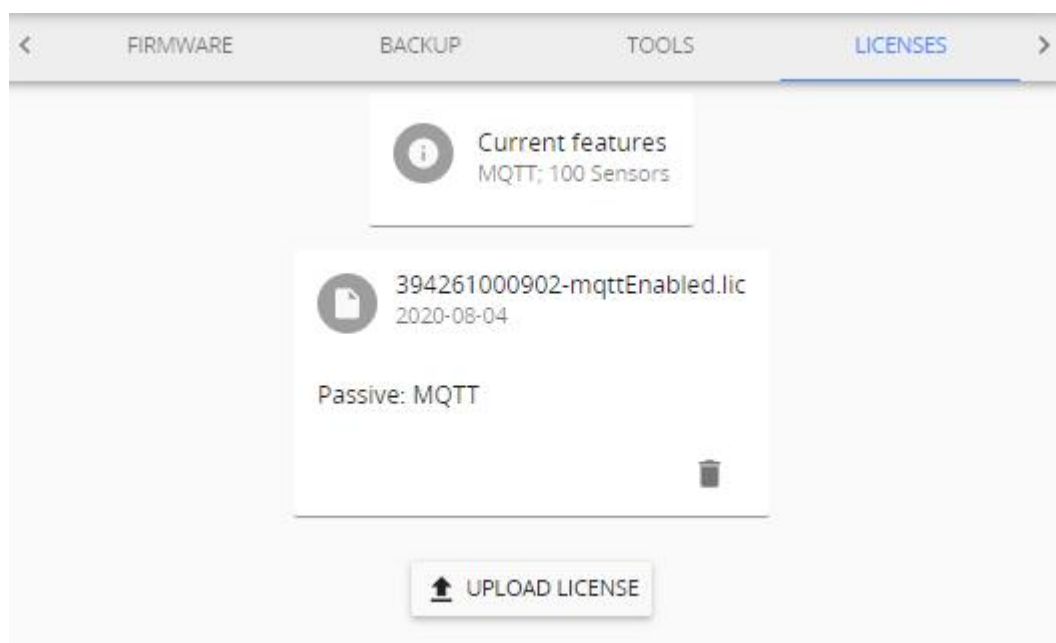 FIRMWARE BACKUP TOOLS LICENSES
Current features
MQTT; 100 Sensors
394261000902-mqttEnabled.lic
2020-08-04
Passive: MQTT
UPLOAD LICENSE